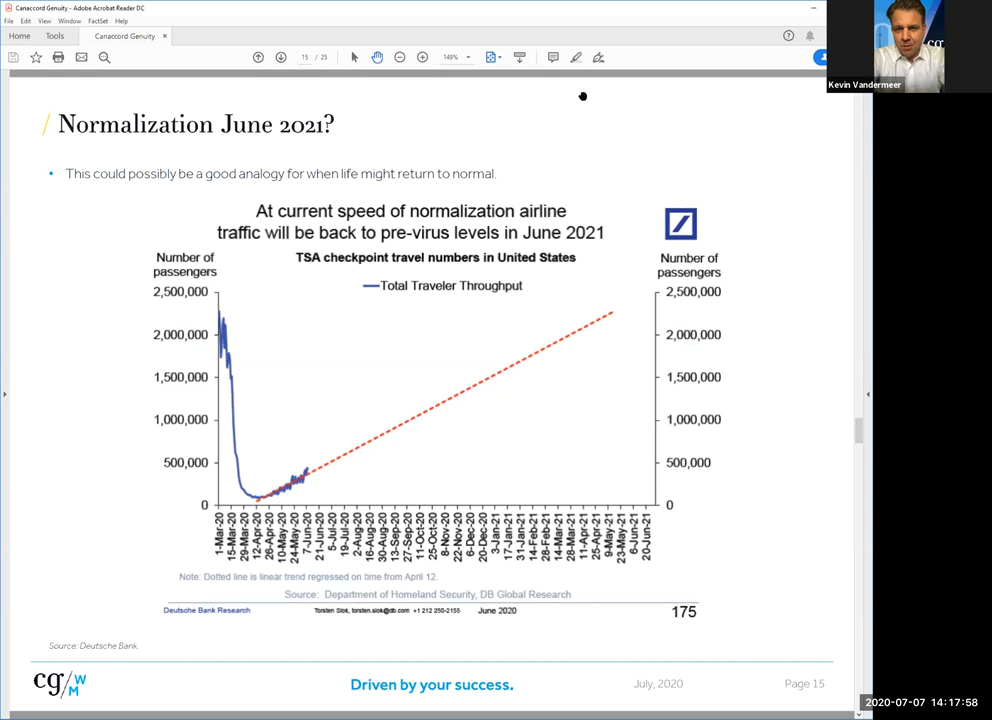 Canaccord Genuity - Adobe Acrobat Reader DC
File Edit View Window FactSet Help
Home Tools Canaccord Genuity ×
15 / 25 149%
Kevin Vandermeer
/ Normalization June 2021?
• This could possibly be a good analogy for when life might return to normal.
At current speed of normalization airline
traffic will be back to pre-virus levels in June 2021
TSA checkpoint travel numbers in United States
Number of
passengers
Number of
passengers
Total Traveler Throughput
2,500,000
2,000,000
1,500,000
1,000,000
500,000
0
2,500,000
2,000,000
1,500,000
1,000,000
500,000
0
1-Mar-20
15-Mar-20
29-Mar-20
12-Apr-20
26-Apr-20
10-May-20
24-May-20
7-Jun-20
21-Jun-20
5-Jul-20
19-Jul-20
2-Aug-20
16-Aug-20
30-Aug-20
13-Sep-20
27-Sep-20
11-Oct-20
25-Oct-20
8-Nov-20
22-Nov-20
6-Dec-20
20-Dec-20
3-Jan-21
17-Jan-21
31-Jan-21
14-Feb-21
28-Feb-21
14-Mar-21
28-Mar-21
11-Apr-21
25-Apr-21
9-May-21
23-May-21
6-Jun-21
20-Jun-21
Note: Dotted line is linear trend regressed on time from April 12.
Source: Department of Homeland Security, DB Global Research
Deutsche Bank Research Torsten Slok, torsten.slok@db.com +1 212 250-2155 June 2020 175
Source: Deutsche Bank.
cg/WM Driven by your success. July, 2020 Page 15
2020-07-07 14:17:58